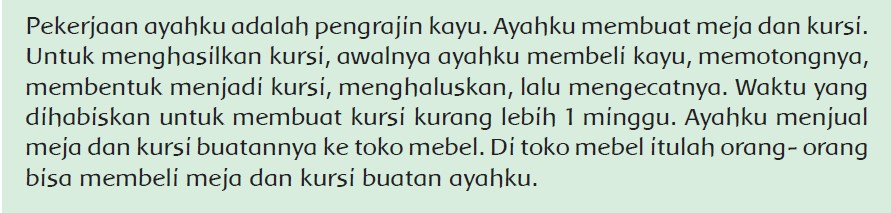 Pekerjaan ayahku adalah pengrajin kayu. Ayahku membuat meja dan kursi.
Untuk menghasilkan kursi, awalnya ayahku membeli kayu, memotongnya,
membentuk menjadi kursi, menghaluskan, lalu mengecatnya. Waktu yang
dihabiskan untuk membuat kursi kurang lebih 1 minggu. Ayahku menjual
meja dan kursi buatannya ke toko mebel. Di toko mebel itulah orang- orang
bisa membeli meja dan kursi buatan ayahku.